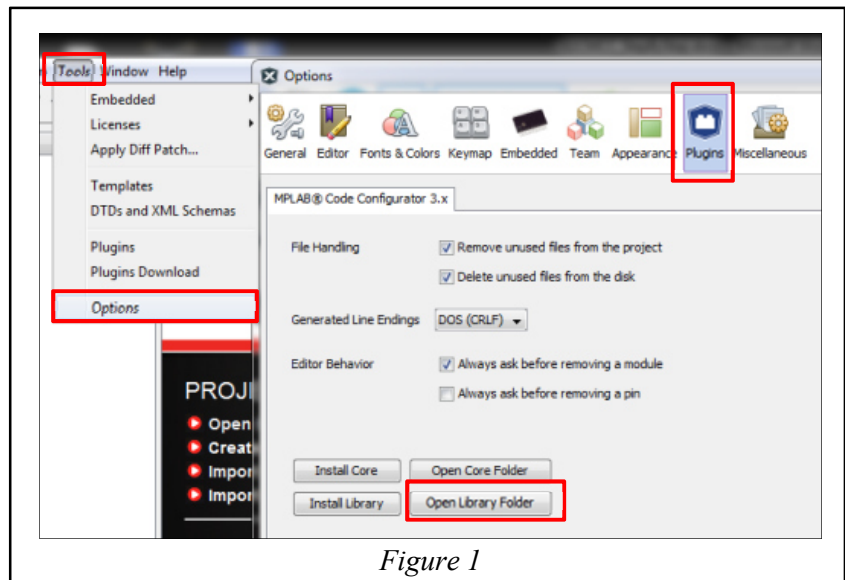 Tools Window Help
Options
Embedded
Licenses
Apply Diff Patch...
Templates
DTDs and XML Schemas
Plugins
Plugins Download
Options
General Editor Fonts & Colors Keymap Embedded Team Appearance Plugins Miscellaneous
MPLAB® Code Configurator 3.x
File Handling
Remove unused files from the project
Delete unused files from the disk
Generated Line Endings DOS (CRLF)
Editor Behavior
Always ask before removing a module
Always ask before removing a pin
Install Core Open Core Folder
Install Library Open Library Folder
PROJ
Open
Creat
Impor
Impor
Figure 1